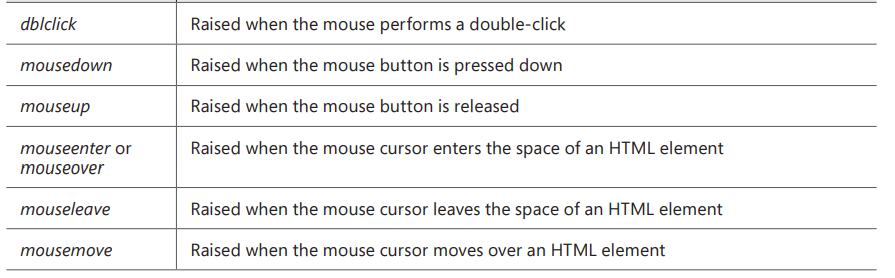 dblclick Raised when the mouse performs a double-click
mousedown Raised when the mouse button is pressed down
mouseup Raised when the mouse button is released
mouseenter or Raised when the mouse cursor enters the space of an HTML element
mouseover
mouseleave Raised when the mouse cursor leaves the space of an HTML element
mousemove Raised when the mouse cursor moves over an HTML element